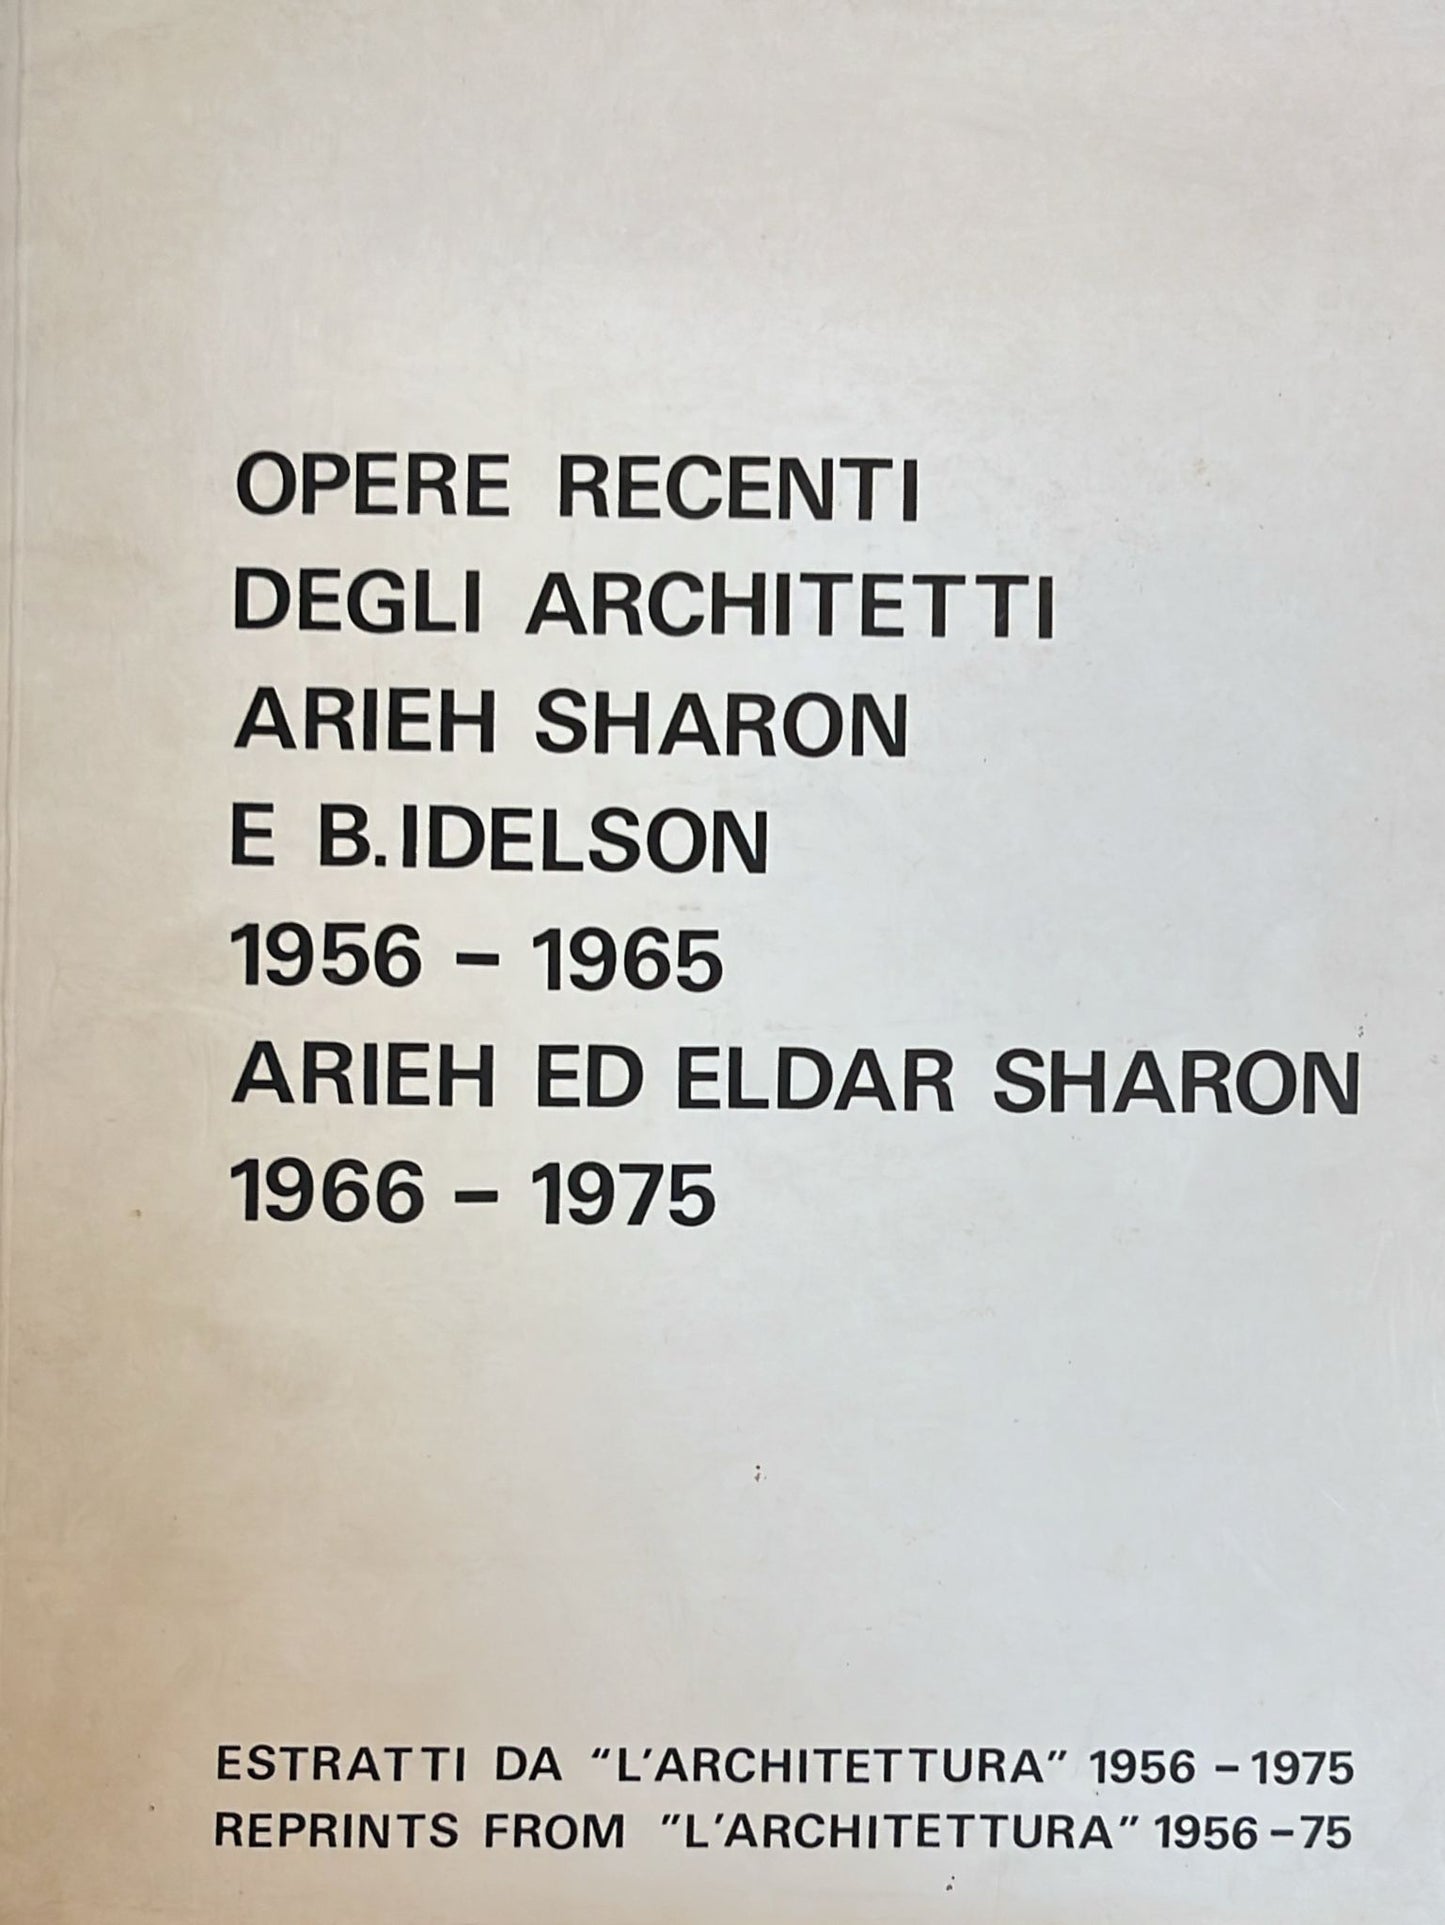 OPERE RECENTI
DEGLI ARCHITETTI
ARIEH SHARON
E B.IDELSON
1956 – 1965
ARIEH ED ELDAR SHARON
1966 – 1975
ESTRATTI DA “L'ARCHITETTURA” 1956 – 1975
REPRINTS FROM ”L'ARCHITETTURA” 1956 – 75